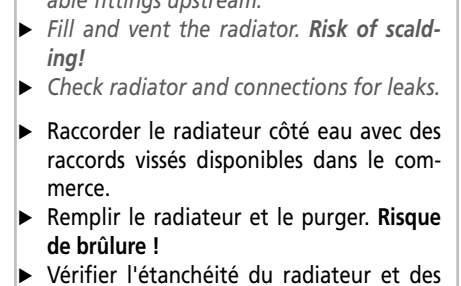 able fittings upstream.
▶ Fill and vent the radiator. Risk of scald-
ing!
▶ Check radiator and connections for leaks.
▶ Raccorder le radiateur côté eau avec des
raccords vissés disponibles dans le com-
merce.
▶ Remplir le radiateur et le purger. Risque
de brûlure !
▶ Vérifier l'étanchéité du radiateur et des